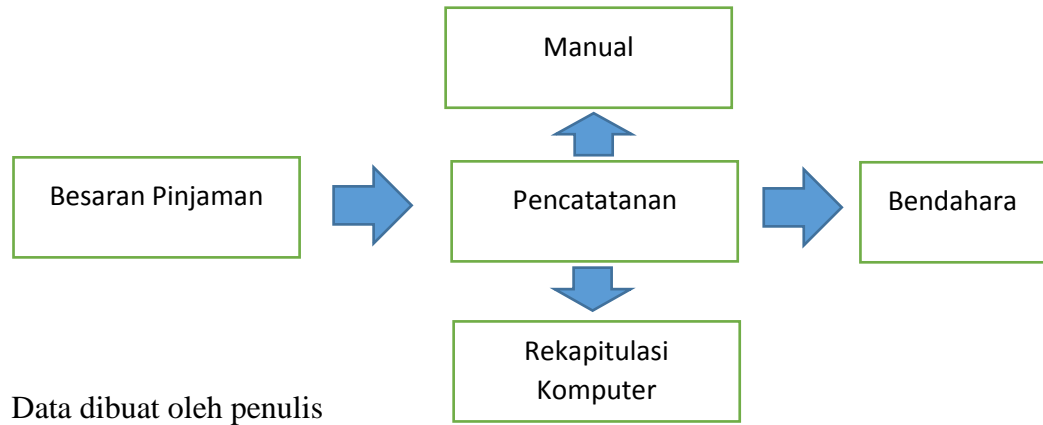 Manual
Besaran Pinjaman
Pencatatanan
Bendahara
Rekapitulasi
Komputer
Data dibuat oleh penulis